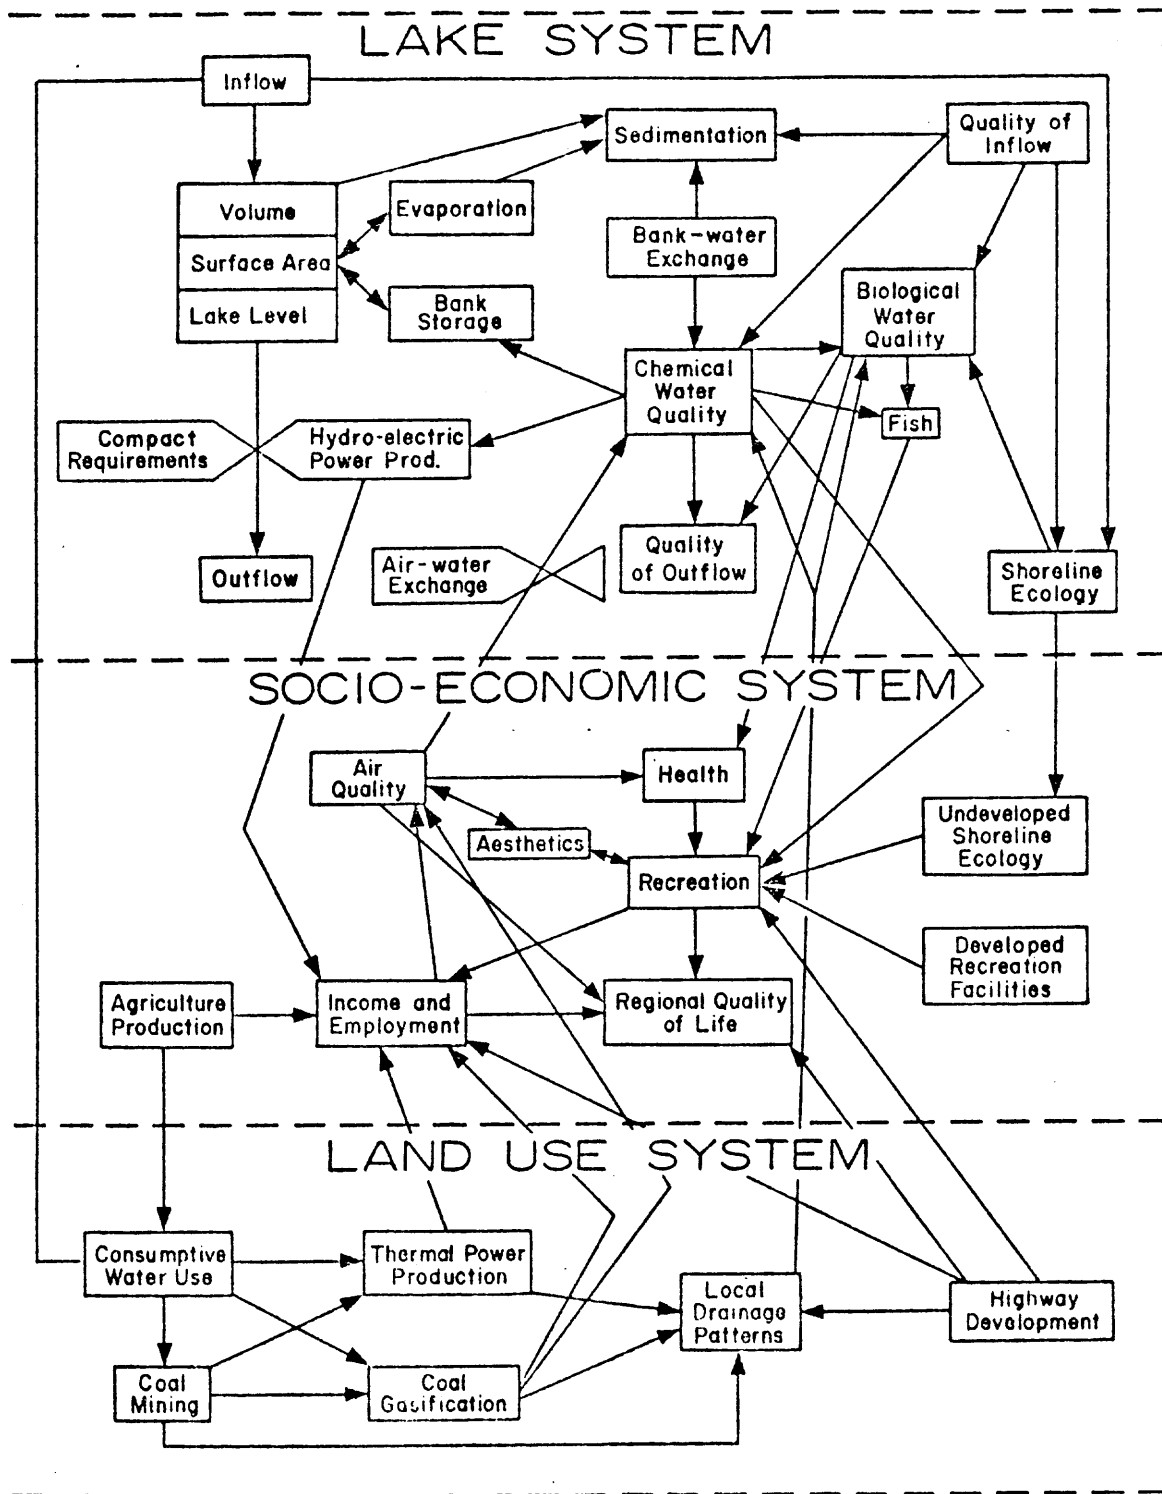 LAKE SYSTEM
Inflow
Sedimentation
Quality of
Inflow
Volume
Evaporation
Surface Area
Bank-water
Exchange
Lake Level
Bank
Storage
Biological
Water
Quality
Chemical
Water
Quality
Fish
Compact
Requirements
Hydro-electric
Power Prod.
Outflow
Air-water
Exchange
Quality
of Outflow
Shoreline
Ecology
SOCIO-ECONOMIC SYSTEM
Air
Quality
Health
Aesthetics
Undeveloped
Shoreline
Ecology
Recreation
Developed
Recreation
Facilities
Agriculture
Production
Income and
Employment
Regional Quality
of Life
LAND USE SYSTEM
Consumptive
Water Use
Thermal Power
Production
Local
Drainage
Patterns
Highway
Development
Coal
Mining
Coal
Gasification